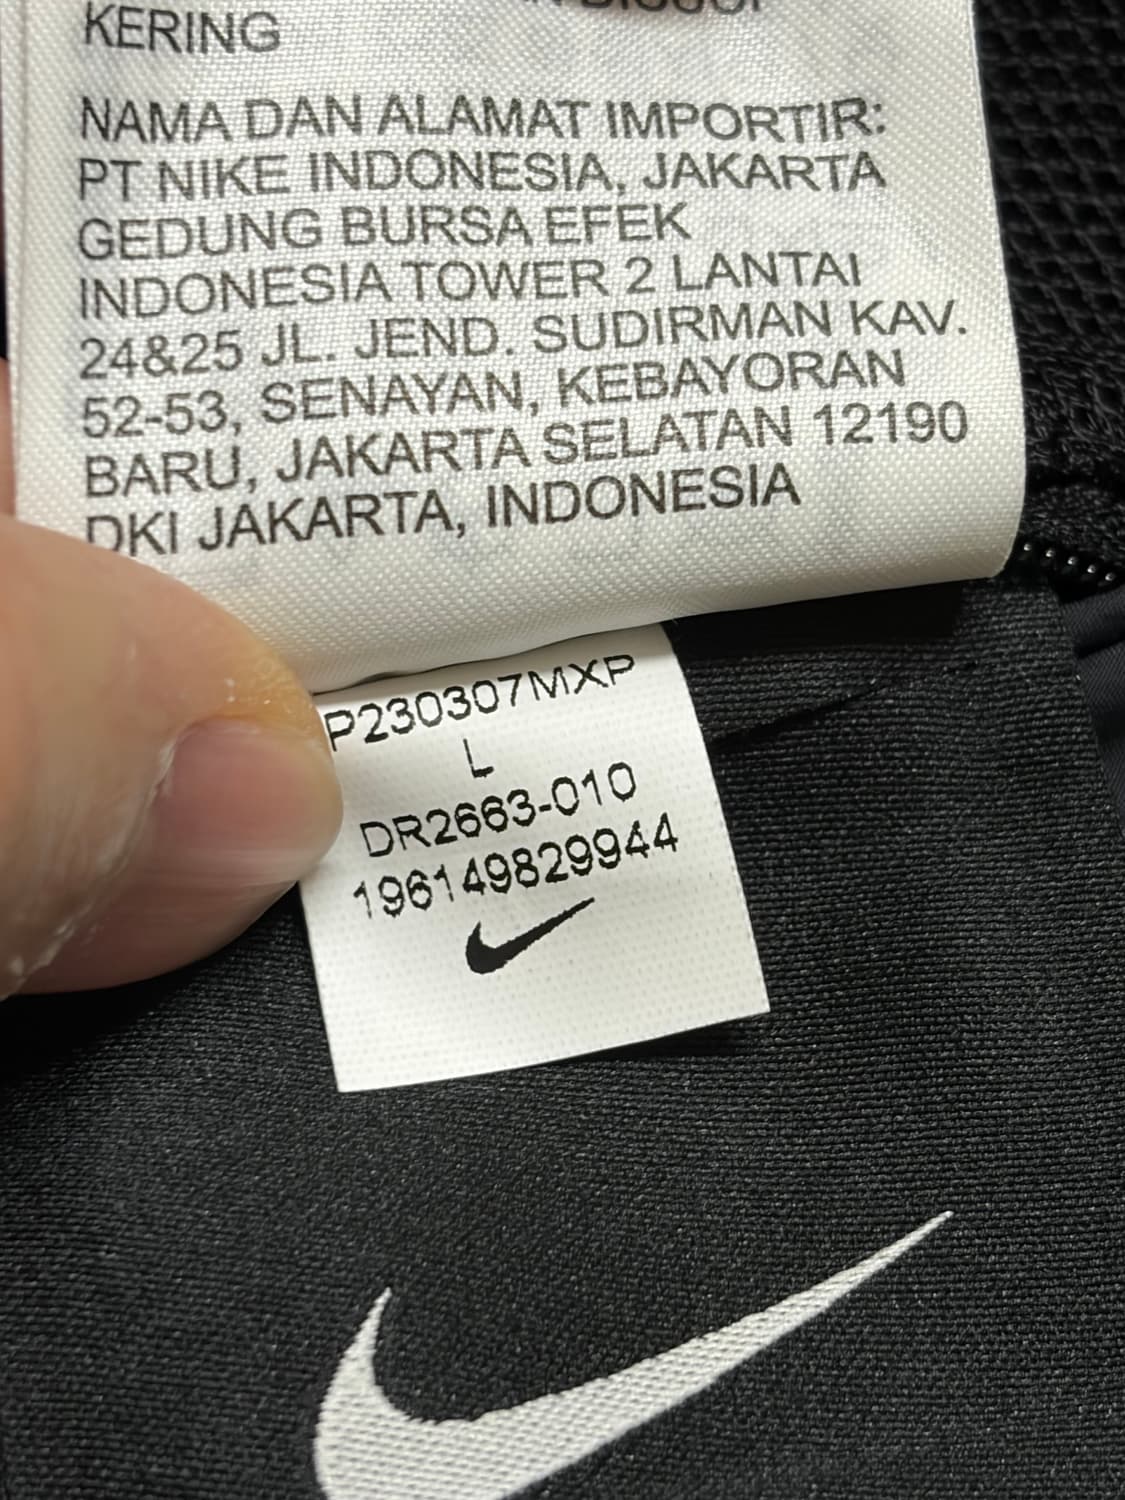 KERING
NAMA DAN ALAMAT IMPORTIR:
PT NIKE INDONESIA, JAKARTA
GEDUNG BURSA EFEK
INDONESIA TOWER 2 LANTAI
24&25 JL. JEND. SUDIRMAN KAV.
52-53, SENAYAN, KEBAYORAN
BARU, JAKARTA SELATAN 12190
DKI JAKARTA, INDONESIA
P230307MXP
L
DR2663-010
196149829944